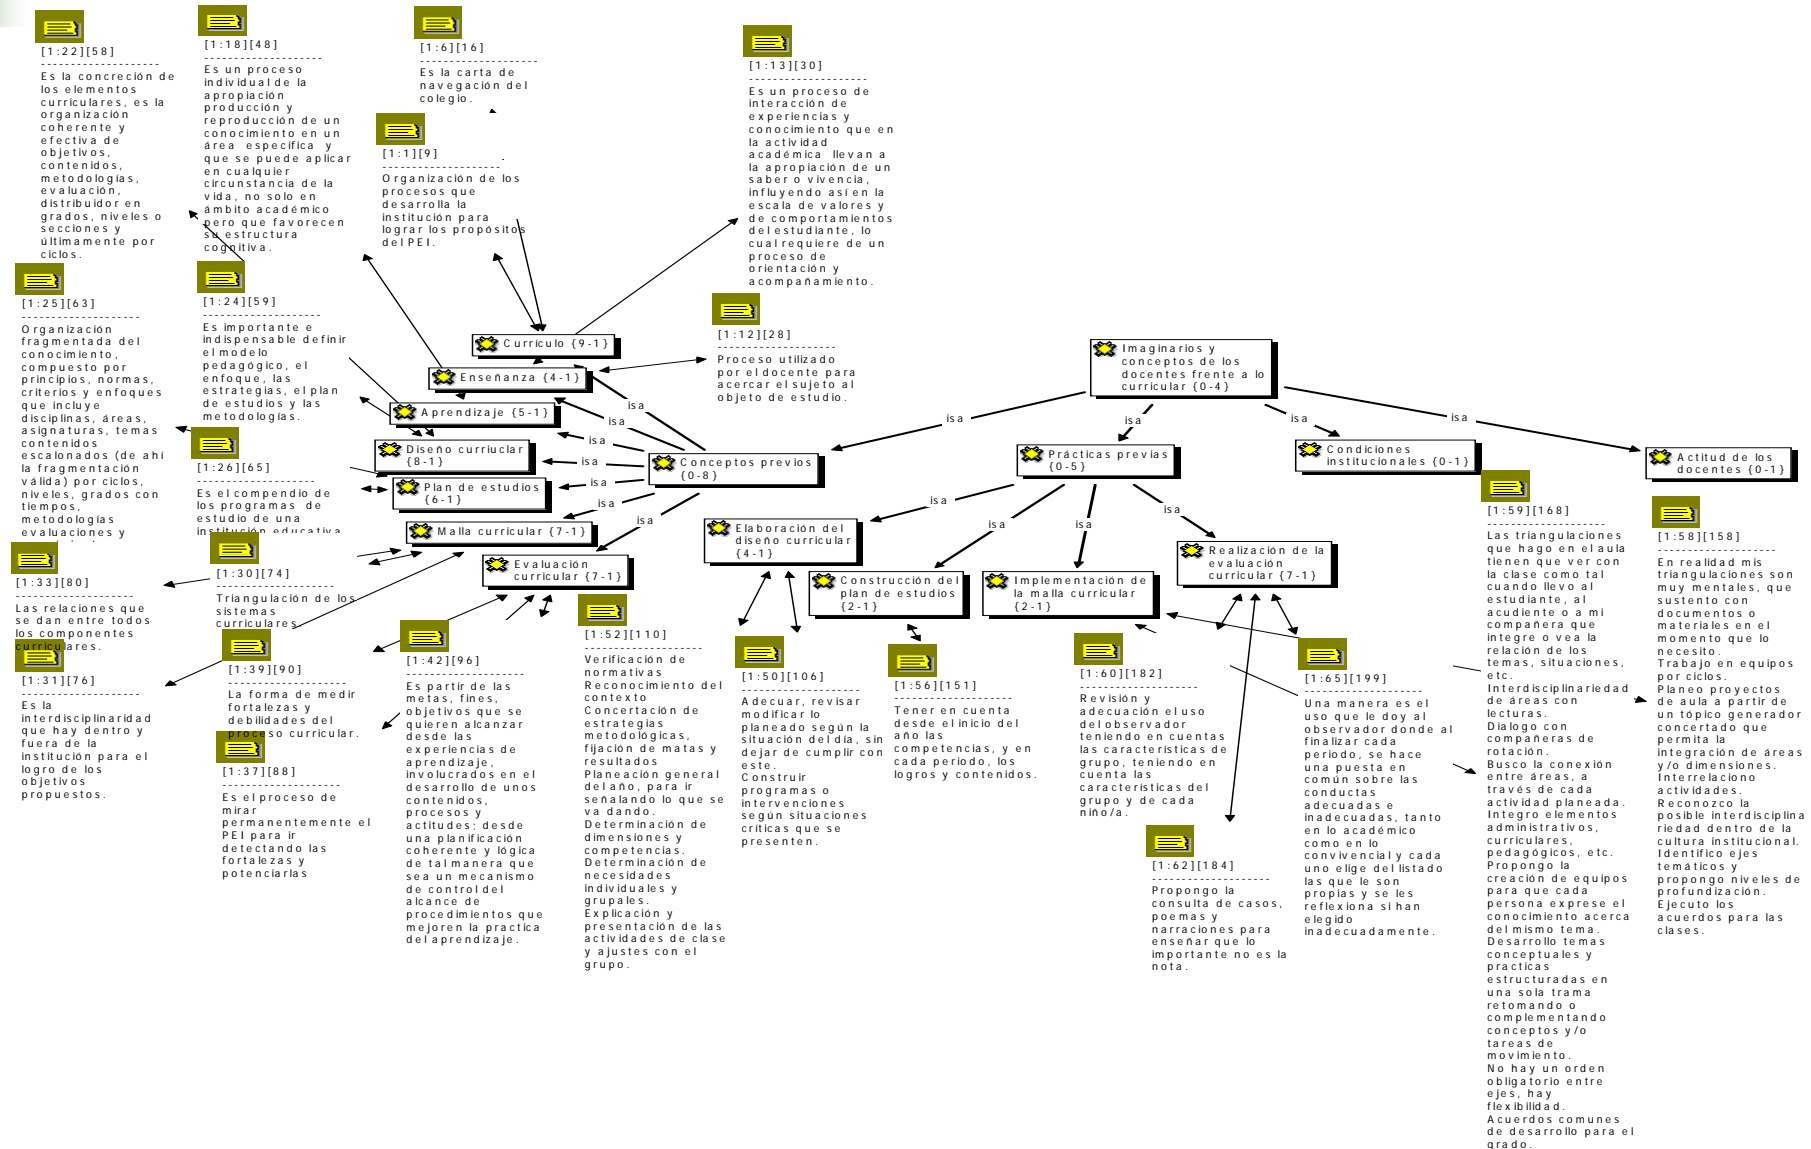 [1:22][58]
-------------------
Es la concreción de
los elementos
curriculares, es la
organización
coherente y
efectiva de
objetivos,
contenidos,
metodologías,
evaluación,
distribuidor en
grados, niveles o
secciones y
últimamente por
ciclos.
[1:18][48]
-------------------
Es un proceso
individual de la
apropiación
producción y
reproducción de un
conocimiento en un
área específica y
que se puede aplicar
en cualquier
circunstancia de la
vida, no solo en
ámbito académico
pero que favorecen
su estructura
cognitiva.
[1:6][16]
-------------------
Es la carta de
navegación del
colegio.
[1:1][9]
-------------------
Organización de los
procesos que
desarrolla la
institución para
lograr los propósitos
del PEI.
[1:13][30]
-------------------
Es un proceso de
interacción de
experiencias y
conocimiento que en
la actividad
académica llevan a
la apropiación de un
saber o vivencia,
influyendo así en la
escala de valores y
de comportamientos
del estudiante, lo
cual requiere de un
proceso de
orientación y
acompañamiento.
[1:25][63]
-------------------
Organización
fragmentada del
conocimiento,
compuesto por
principios, normas,
criterios y enfoques
que incluye
disciplinas, áreas,
asignaturas, temas
contenidos
escalonados (de ahí
la fragmentación
válida) por ciclos,
niveles, grados con
tiempos,
metodologías
evaluaciones y
[1:24][59]
-------------------
Es importante e
indispensable definir
el modelo
pedagógico, el
enfoque, las
estrategias, el plan
de estudios y las
metodologías.
[1:12][28]
-------------------
Proceso utilizado
por el docente para
acercar el sujeto al
objeto de estudio.
[1:26][65]
-------------------
Es el compendio de
los programas de
estudio de una
institución educativa
Currículo {9-1}
Enseñanza {4-1}
Aprendizaje {5-1}
Diseño curriuclar
{8-1}
Plan de estudios
{6-1}
Malla curricular {7-1}
Evaluación
curricular {7-1}
isa
isa
isa
isa
isa
isa
isa
Conceptos previos
{0-8}
Imaginarios y
conceptos de los
docentes frente a lo
curricular {0-4}
isa
isa
isa
isa
Prácticas previas
{0-5}
Condiciones
institucionales {0-1}
Actitud de los
docentes {0-1}
isa
isa
isa
isa
Elaboración del
diseño curricular
{4-1}
Construcción del
plan de estudios
{2-1}
Implementación de
la malla curricular
{2-1}
Realización de la
evaluación
curricular {7-1}
[1:33][80]
-------------------
Las relaciones que
se dan entre todos
los componentes
curriculares.
[1:30][74]
-------------------
Triangulación de los
sistemas
curriculares.
[1:31][76]
-------------------
Es la
interdisciplinaridad
que hay dentro y
fuera de la
institución para el
logro de los
objetivos
propuestos.
[1:39][90]
-------------------
La forma de medir
fortalezas y
debilidades del
proceso curricular.
[1:37][88]
-------------------
Es el proceso de
mirar
permanentemente el
PEI para ir
detectando las
fortalezas y
potenciarlas
[1:42][96]
-------------------
Es partir de las
metas, fines,
objetivos que se
quieren alcanzar
desde las
experiencias de
aprendizaje,
involucrados en el
desarrollo de unos
contenidos,
procesos y
actitudes; desde
una planificación
coherente y lógica
de tal manera que
sea un mecanismo
de control del
alcance de
procedimientos que
mejoren la practica
del aprendizaje.
[1:52][110]
-------------------
Verificación de
normativas
Reconocimiento del
contexto
Concertación de
estrategias
metodológicas,
fijación de matas y
resultados
Planeación general
del año, para ir
señalando lo que se
va dando.
Determinación de
dimensiones y
competencias.
Determinación de
necesidades
individuales y
grupales.
Explicación y
presentación de las
actividades de clase
y ajustes con el
grupo.
[1:50][106]
-------------------
Adecuar, revisar
modificar lo
planeado según la
situación del día, sin
dejar de cumplir con
este.
Construir
programas o
intervenciones
según situaciones
críticas que se
presenten.
[1:56][151]
-------------------
Tener en cuenta
desde el inicio del
año las
competencias, y en
cada periodo, los
logros y contenidos.
[1:60][182]
-------------------
Revisión y
adecuación el uso
del observador
teniendo en cuentas
las características de
grupo, teniendo en
cuenta las
características del
grupo y de cada
niño/a.
[1:62][184]
-------------------
Propongo la
consulta de casos,
poemas y
narraciones para
enseñar que lo
importante no es la
nota.
[1:65][199]
-------------------
Una manera es el
uso que le doy al
observador donde al
finalizar cada
periodo, se hace
una puesta en
común sobre las
conductas
adecuadas e
inadecuadas, tanto
en lo académico
como en lo
convivencial y cada
uno elige del listado
las que le son
propias y se les
reflexiona si han
elegido
inadecuadamente.
[1:59][168]
-------------------
Las triangulaciones
que hago en el aula
tienen que ver con
la clase como tal
cuando llevo al
estudiante, al
acudiente o a mi
compañera que
integre o vea la
relación de los
temas, situaciones,
etc.
Interdisciplinariedad
de áreas con
lecturas.
Dialogo con
compañeras de
rotación.
Busco la conexión
entre áreas, a
través de cada
actividad planeada.
Integro elementos
administrativos,
curriculares,
pedagógicos, etc.
Propongo la
creación de equipos
para que cada
persona exprese el
conocimiento acerca
del mismo tema.
Desarrollo temas
conceptuales y
practicas
estructuradas en
una sola trama
retomando o
complementando
conceptos y/o
tareas de
movimiento.
No hay un orden
obligatorio entre
ejes, hay
flexibilidad.
Acuerdos comunes
de desarrollo para el
grado.
[1:58][158]
-------------------
En realidad mis
triangulaciones son
muy mentales, que
sustento con
documentos o
materiales en el
momento que lo
necesito.
Trabajo en equipos
por ciclos.
Planeo proyectos
de aula a partir de
un tópico generador
concertado que
permita la
integración de áreas
y/o dimensiones.
Interrelaciono
actividades.
Reconozco la
posible interdisciplina
riedad dentro de la
cultura institucional.
Identifico ejes
temáticos y
propongo niveles de
profundización.
Ejecuto los
acuerdos para las
clases.